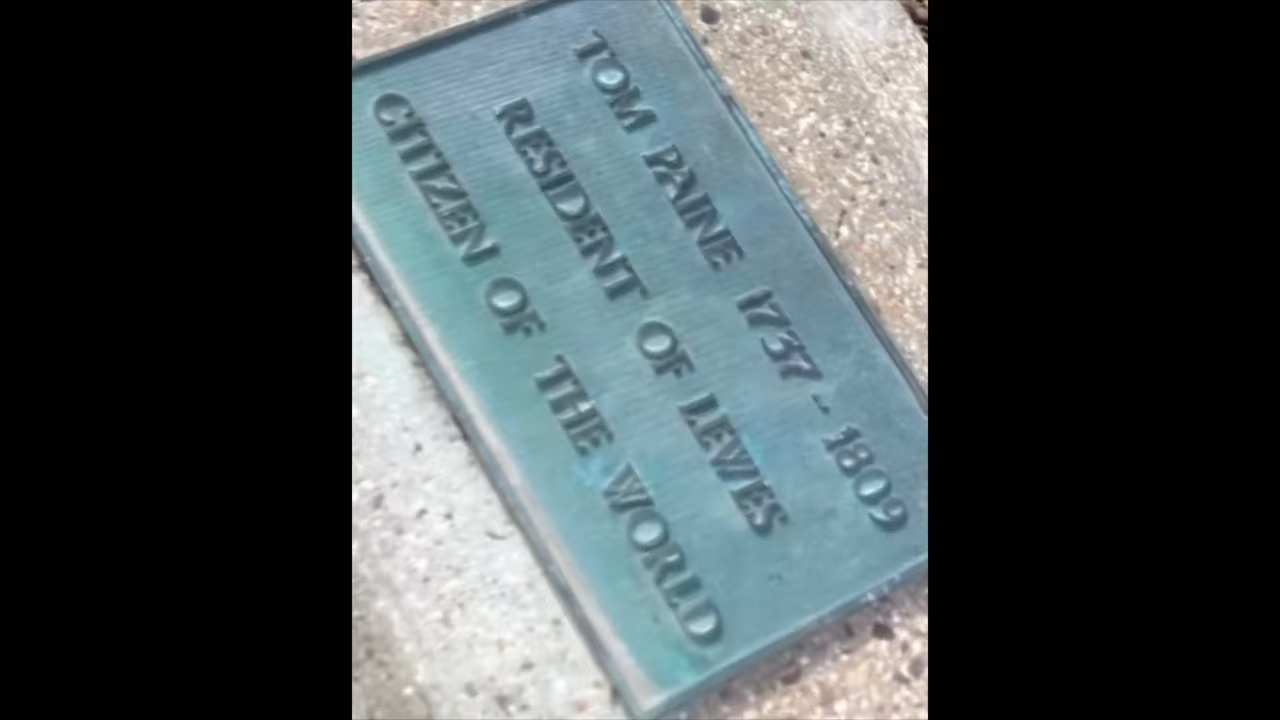 TOM PAINE 1737 - 1809
RESIDENT OF LEWES
CITIZEN OF THE WORLD